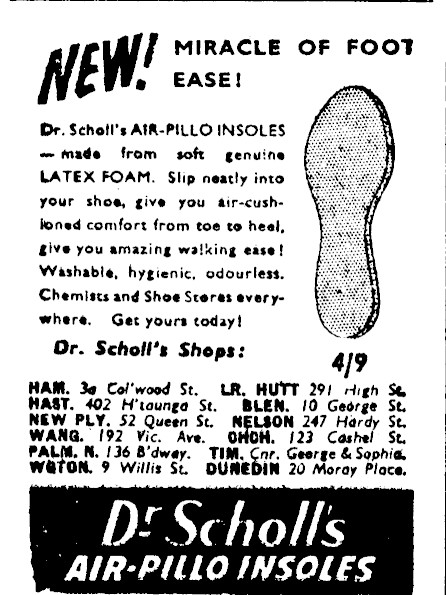 NEW! MIRACLE OF FOOT
EASE!
Dr. Scholl's AIR-PILLO INSOLES
— made from soft genuine
LATEX FOAM. Slip neatly into
your shoe, give you air-cush-
ioned comfort from toe to heel,
give you amazing walking ease!
Washable, hygienic, odourless.
Chemists and Shoe Stores every-
where. Get yours today!
Dr. Scholl's Shops:
4/9
HAM. 3a Col'wood St. LR. HUTT 291 High St.
HAST. 402 H'taunga St. BLEN. 10 George St.
NEW PLY. 52 Queen St. NELSON 247 Hardy St.
WANG. 192 Vic. Ave. CHCH. 123 Cashel St.
PALM. N. 136 B'dway. TIM. Cnr. George & Sophia.
WGTON. 9 Willis St. DUNEDIN 20 Moray Place.
Dr Scholl's
AIR-PILLO INSOLES